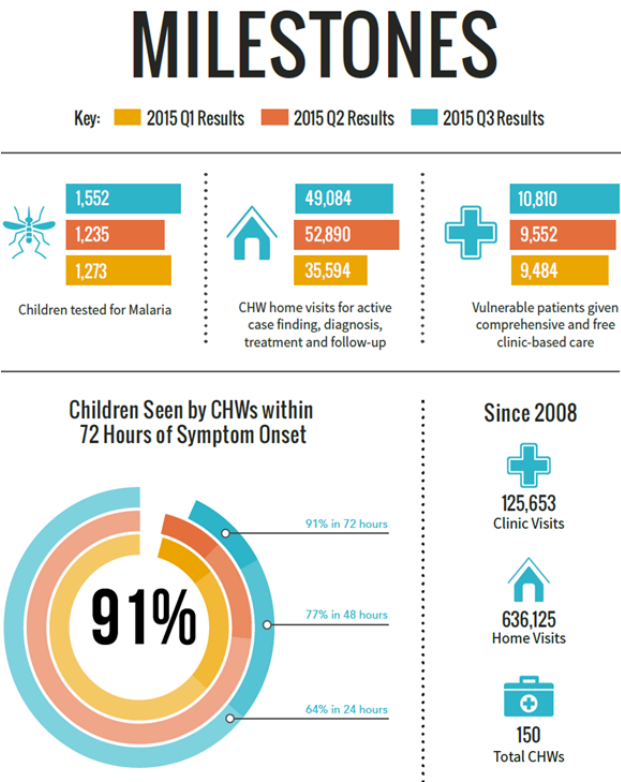 MILESTONES
Key: 2015 Q1 Results 2015 Q2 Results 2015 Q3 Results
1,552
1,235
1,273
Children tested for Malaria
49,084
52,890
35,594
CHW home visits for active
case finding, diagnosis,
treatment and follow-up
10,810
9,552
9,484
Vulnerable patients given
comprehensive and free
clinic-based care
Children Seen by CHWs within
72 Hours of Symptom Onset
91%
91% in 72 hours
77% in 48 hours
64% in 24 hours
Since 2008
125,653
Clinic Visits
636,125
Home Visits
150
Total CHWs